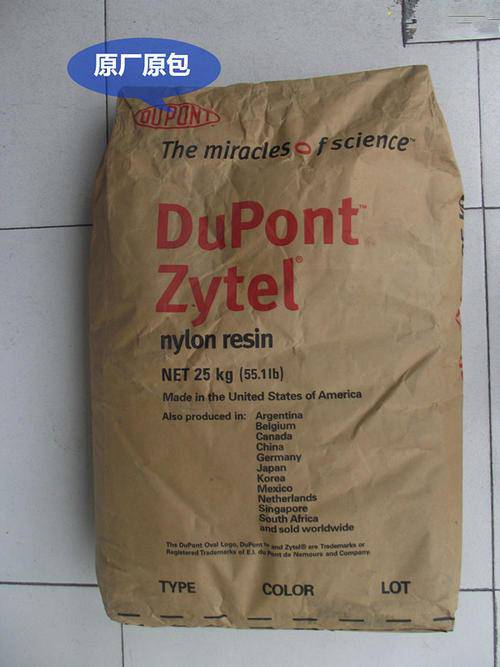 原厂原包
DUPONT
The miracles of science™
DuPont™
Zytel®
nylon resin
NET 25 kg (55.1lb)
Made in the United States of America
Also produced in: Argentina
Belgium
Canada
China
Germany
Japan
Korea
Mexico
Netherlands
Singapore
South Africa
and sold worldwide
The DuPont Oval Logo, DuPont™ and Zytel® are Trademarks or
Registered Trademarks of E.I. du Pont de Nemours and Company.
TYPE COLOR LOT